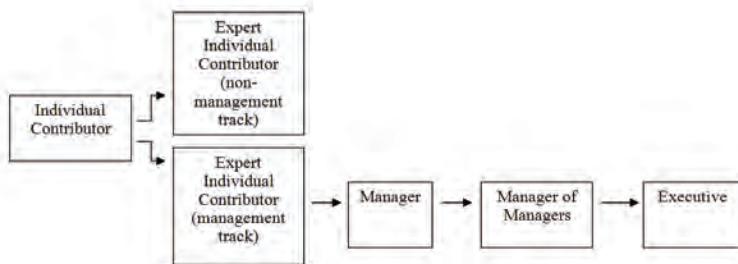 Expert
Individual
Contributor
(non-
management
track)
Individual
Contributor
Expert
Individual
Contributor
(management
track)
Manager
Manager of
Managers
Executive